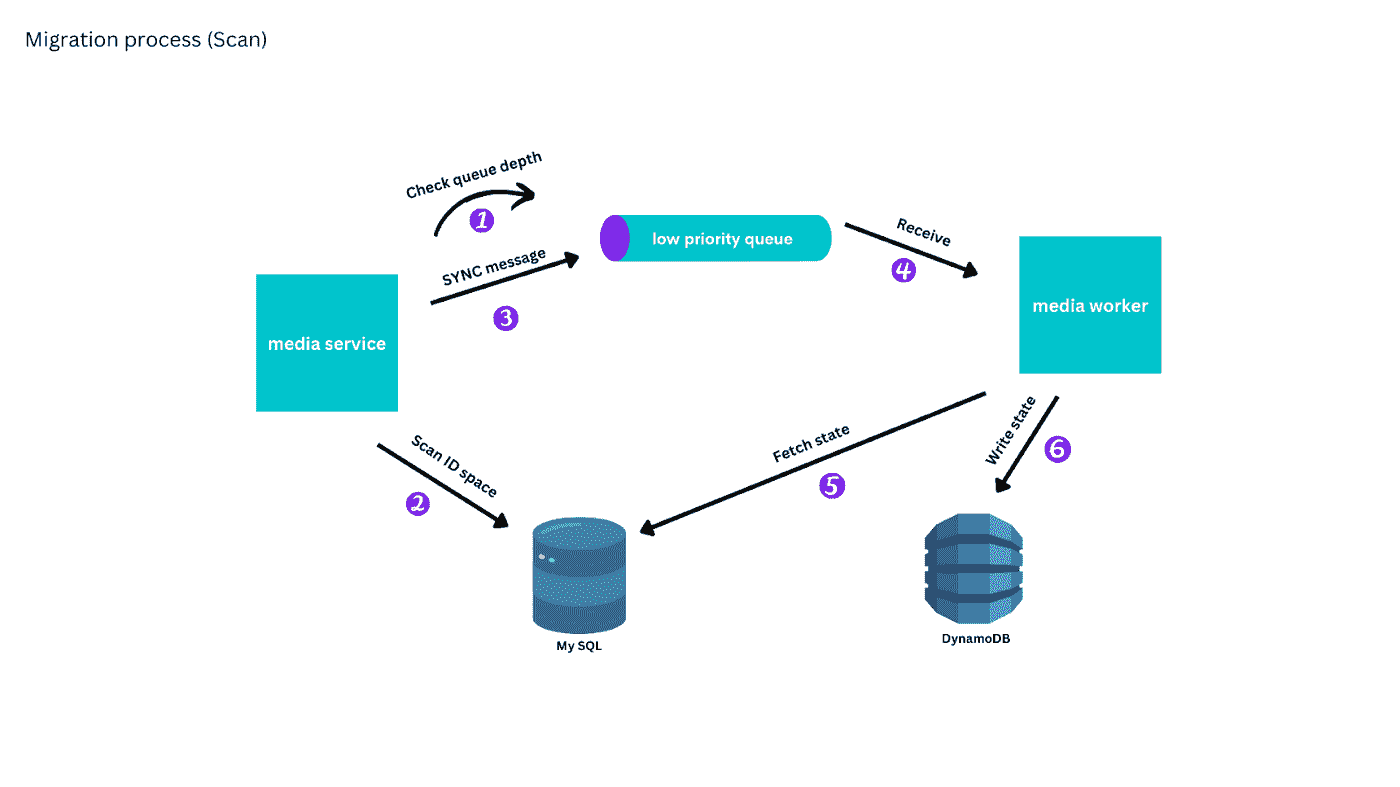 Migration process (Scan)
Check queue depth
1
SYNC message
3
low priority queue
Receive
4
media service
media worker
Scan ID space
2
Fetch state
5
Write state
6
My SQL
DynamoDB